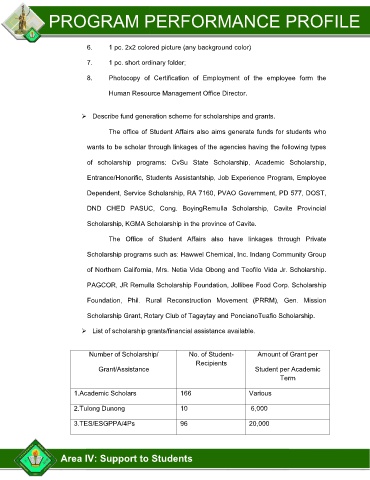 PROGRAM PERFORMANCE PROFILE
6. 1 pc. 2x2 colored picture (any background color)
7. 1 pc. short ordinary folder;
8. Photocopy of Certification of Employment of the employee form the
Human Resource Management Office Director.
➢ Describe fund generation scheme for scholarships and grants.
The office of Student Affairs also aims generate funds for students who
wants to be scholar through linkages of the agencies having the following types
of scholarship programs: CvSu State Scholarship, Academic Scholarship,
Entrance/Honorific, Students Assistantship, Job Experience Program, Employee
Dependent, Service Scholarship, RA 7160, PVAO Government, PD 577, DOST,
DND CHED PASUC, Cong. BoyingRemulla Scholarship, Cavite Provincial
Scholarship, KGMA Scholarship in the province of Cavite.
The Office of Student Affairs also have linkages through Private
Scholarship programs such as: Hawwel Chemical, Inc. Indang Community Group
of Northern California, Mrs. Netia Vida Obong and Teofilo Vida Jr. Scholarship.
PAGCOR, JR Remulla Scholarship Foundation, Jollibee Food Corp. Scholarship
Foundation, Phil. Rural Reconstruction Movement (PRRM), Gen. Mission
Scholarship Grant, Rotary Club of Tagaytay and PoncianoTuaño Scholarship.
➢ List of scholarship grants/financial assistance available.
Number of Scholarship/ No. of Student- Amount of Grant per
Grant/Assistance Recipients Student per Academic
Term
1.Academic Scholars 166 Various
2.Tulong Dunong 10 6,000
3.TES/ESGPPA/4Ps 96 20,000
Area IV: Support to Students